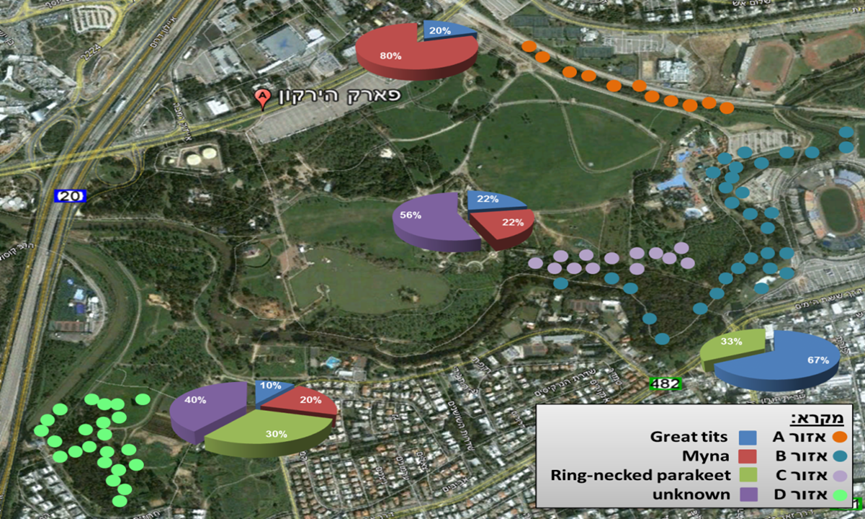 20%
80%
A
פארק הירקון
20
56%
22%
22%
33%
67%
482
40%
10%
20%
30%
מקרא:
Great tits אזור A
Myna אזור B
Ring-necked parakeet אזור C
unknown אזור D